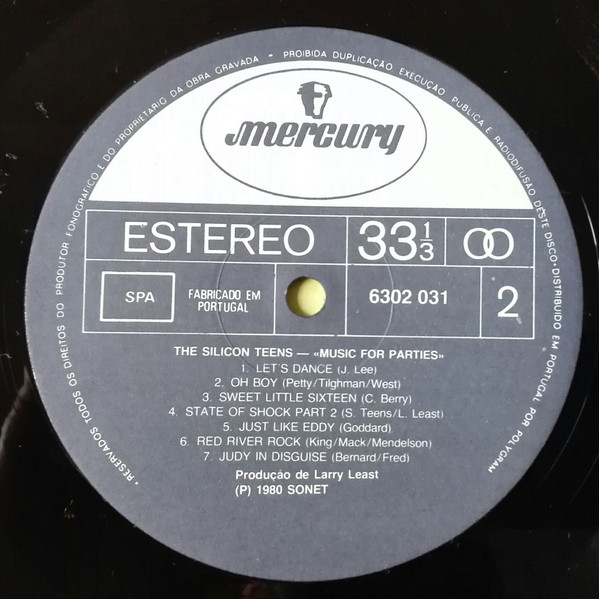 • RESERVADOS TODOS OS DIREITOS DO PRODUTOR FONOGRÁFICO E DO PROPRIETÁRIO DA OBRA GRAVADA • PROIBIDA DUPLICAÇÃO, EXECUÇÃO PÚBLICA E RADIODIFUSÃO DESTE DISCO • DISTRIBUIDO EM PORTUGAL POR POLYGRAM
mercury
ESTEREO 33 1/3
SPA FABRICADO EM PORTUGAL 6302 031 2
THE SILICON TEENS — «MUSIC FOR PARTIES»
1. LET'S DANCE (J. Lee)
2. OH BOY (Petty/Tilghman/West)
3. SWEET LITTLE SIXTEEN (C. Berry)
4. STATE OF SHOCK PART 2 (S. Teens/L. Least)
5. JUST LIKE EDDY (Goddard)
6. RED RIVER ROCK (King/Mack/Mendelson)
7. JUDY IN DISGUISE (Bernard/Fred)
Produção de Larry Least
(P) 1980 SONET